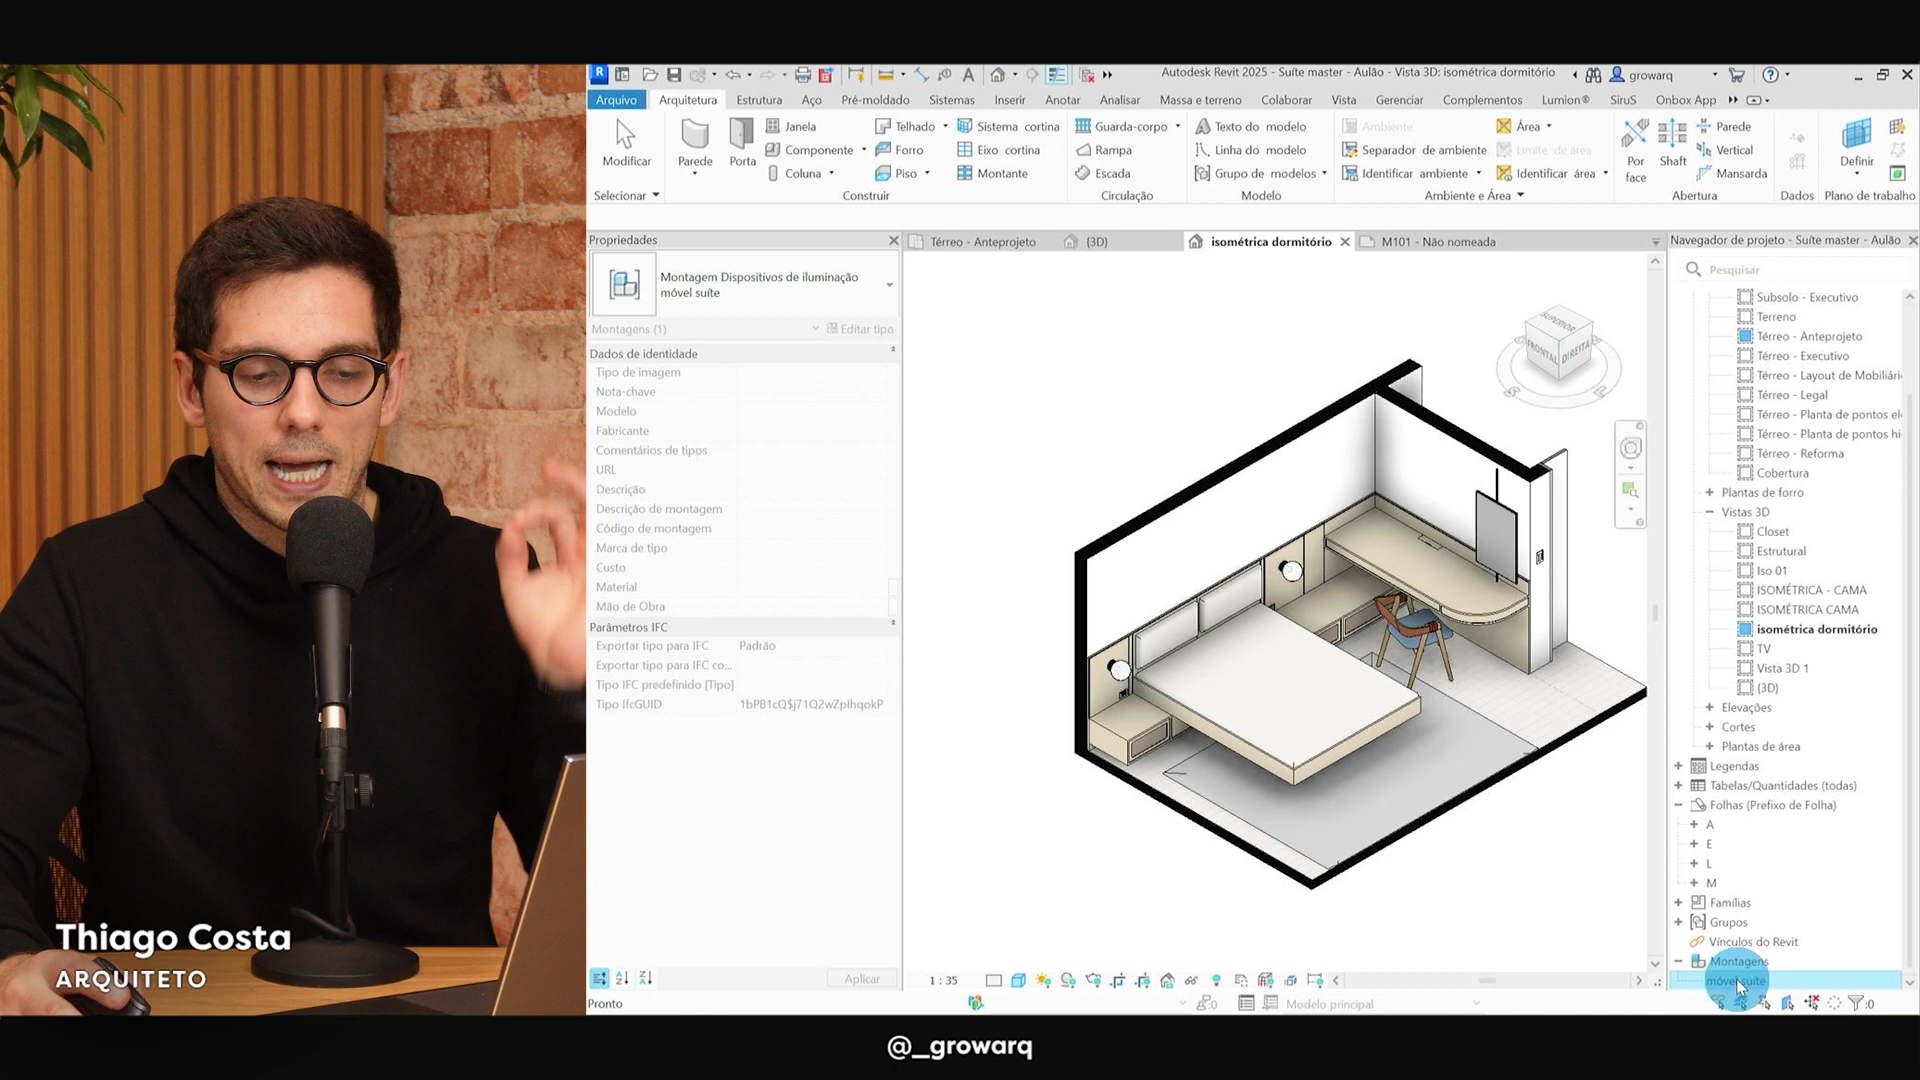 Autodesk Revit 2025 - Suíte master - Aulão - Vista 3D: isométrica dormitório
growarq
Arquivo Arquitetura Estrutura Aço Pré-moldado Sistemas Inserir Anotar Analisar Massa e terreno Colaborar Vista Gerenciar Complementos Lumion® SiruS Onbox App
Modificar
Parede
Porta
Janela
Componente
Coluna
Telhado
Forro
Piso
Sistema cortina
Eixo cortina
Montante
Guarda-corpo
Rampa
Escada
Texto do modelo
Linha do modelo
Grupo de modelos
Ambiente
Separador de ambiente
Identificar ambiente
Área
Limite de área
Identificar área
Por
face
Shaft
Parede
Vertical
Mansarda
Definir
Selecionar Construir Circulação Modelo Ambiente e Área Abertura Dados Plano de trabalho
Propriedades
Montagem Dispositivos de iluminação
móvel suíte
Montagens (1) Editar tipo
Dados de identidade
Tipo de imagem
Nota-chave
Modelo
Fabricante
Comentários de tipos
URL
Descrição
Descrição de montagem
Código de montagem
Marca de tipo
Custo
Material
Mão de Obra
Parâmetros IFC
Exportar tipo para IFC Padrão
Exportar tipo para IFC co...
Tipo IFC predefinido [Tipo]
Tipo IfcGUID 1bPB1cQ$j71Q2wZpIhqokP
Aplicar
Pronto
Térreo - Anteprojeto (3D) isométrica dormitório M101 - Não nomeada
SUPERIOR
FRONTAL DIREITA
1 : 35
:0 Modelo principal
Navegador de projeto - Suíte master - Aulão
Pesquisar
Subsolo - Executivo
Terreno
Térreo - Anteprojeto
Térreo - Executivo
Térreo - Layout de Mobiliári
Térreo - Legal
Térreo - Planta de pontos el
Térreo - Planta de pontos hi
Térreo - Reforma
Cobertura
Plantas de forro
Vistas 3D
Closet
Estrutural
Iso 01
ISOMÉTRICA - CAMA
ISOMÉTRICA CAMA
isométrica dormitório
TV
Vista 3D 1
(3D)
Elevações
Cortes
Plantas de área
Legendas
Tabelas/Quantidades (todas)
Folhas (Prefixo de Folha)
A
E
L
M
Famílias
Grupos
Vínculos do Revit
Montagens
móvel suíte
:0
Thiago Costa
ARQUITETO
@_growarq